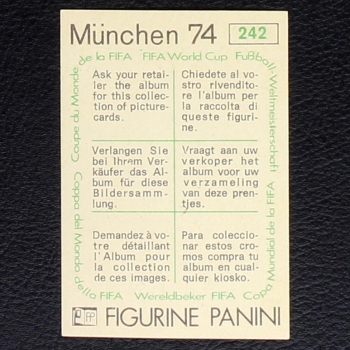 München 74 242
de la FIFA FIFA World Cup Fußball-Weltmeisterschaft
Ask your retai-
ler the album
for this collection
of picture-
cards.
Chiedete al vo-
stro rivendito-
re l'album per
la raccolta di
queste figuri-
ne.
Verlangen Sie
bei Ihrem Ver-
käufer das Al-
bum für diese
Bildersamm-
lung.
Vraagt aan uw
verkoper het al-
bum voor uw
verzameling
van deze pren-
tjes.
Demandez à vo-
tre détaillant
l'Album pour
la collection de
ces images.
Para coleccio-
nar estos cro-
mos compra tu
album en cual-
quier kiosko.
Coupe du Monde
Coppa del Mondo della FIFA Wereldbeker FIFA Copa Mundial de la FIFA
FIGURINE PANINI